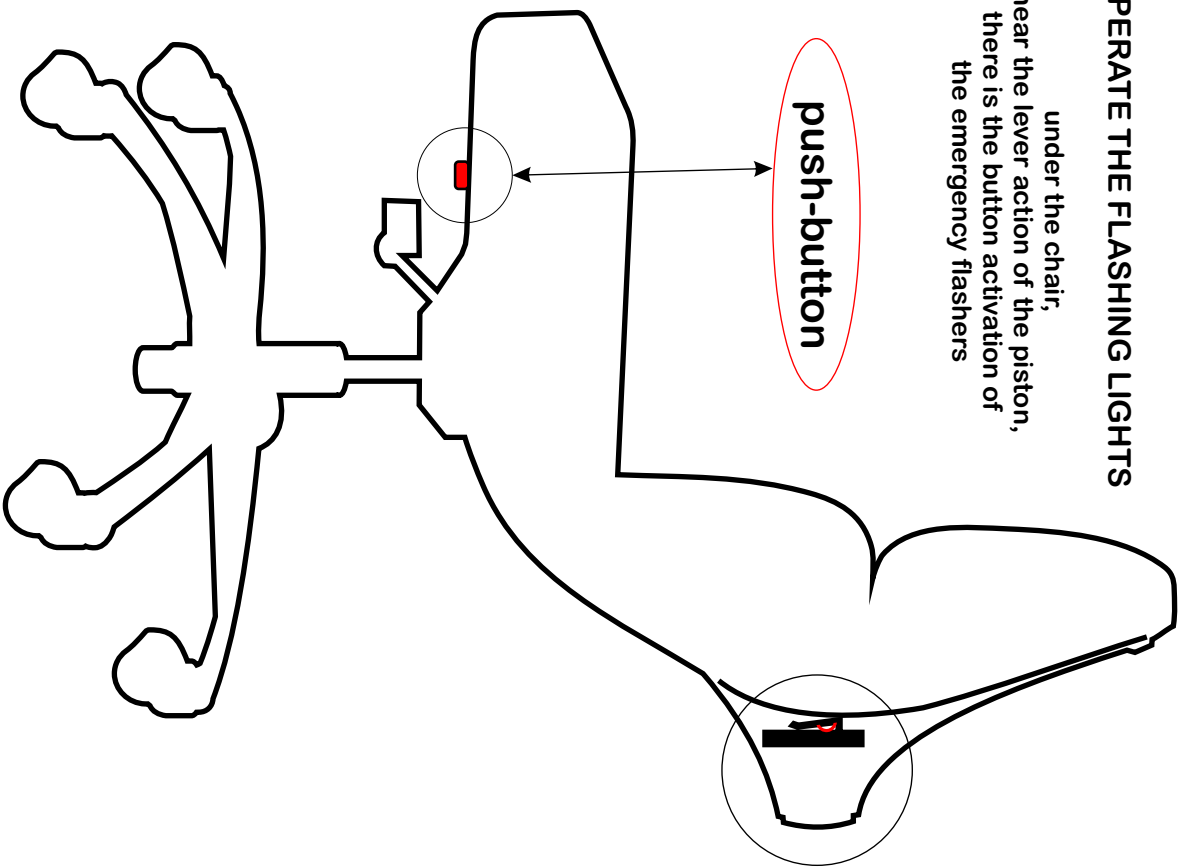 PERATE THE FLASHING LIGHTS
under the chair,
near the lever action of the piston,
there is the button activation of
the emergency flashers
push-button